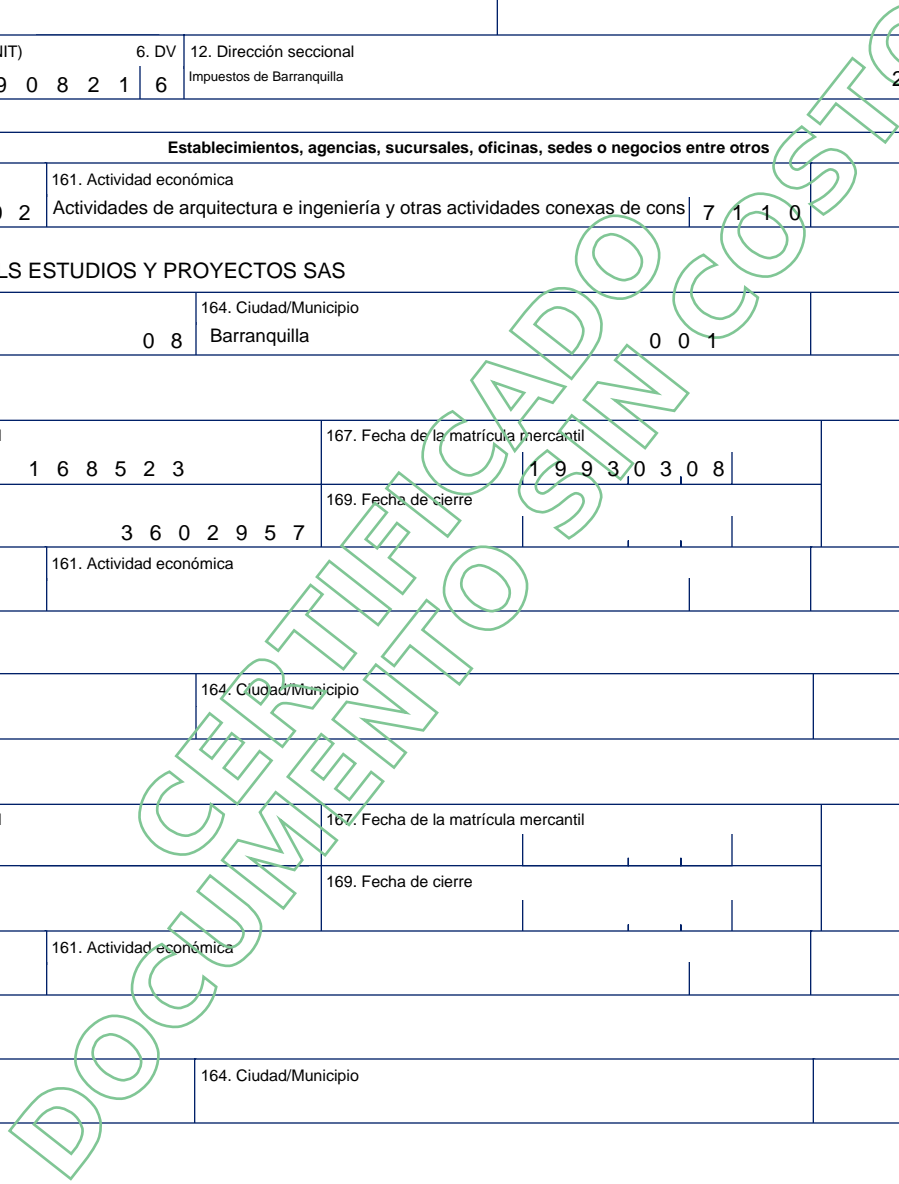 NIT) 6. DV 12. Dirección seccional
9 0 8 2 1 6 Impuestos de Barranquilla 2
Establecimientos, agencias, sucursales, oficinas, sedes o negocios entre otros
161. Actividad económica
0 2 Actividades de arquitectura e ingeniería y otras actividades conexas de cons 7 1 1 0
LS ESTUDIOS Y PROYECTOS SAS
164. Ciudad/Municipio
0 8 Barranquilla 0 0 1
167. Fecha de la matrícula mercantil
1 6 8 5 2 3 1 9 9 3 0 3 0 8
169. Fecha de cierre
3 6 0 2 9 5 7
161. Actividad económica
164. Ciudad/Municipio
167. Fecha de la matrícula mercantil
169. Fecha de cierre
161. Actividad económica
164. Ciudad/Municipio
CERTIFICADO
DOCUMENTO SIN COSTO